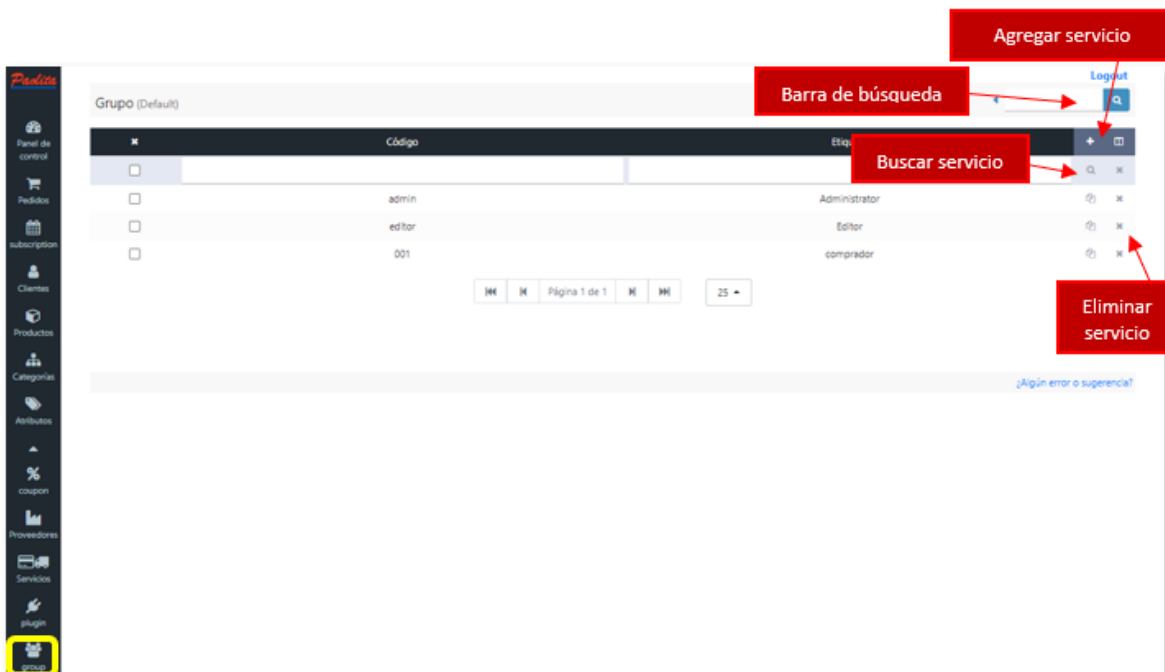 Agregar servicio
Paolita
Logout
Barra de búsqueda
Grupo (Default)
Panel de
control
Código
Buscar servicio
Pedidos
admin
Administrator
editor
Editor
subscription
001
comprador
Clientes
Página 1 de 1
25
Eliminar
servicio
Productos
Categorías
¿Algún error o sugerencia?
Atributos
coupon
Proveedores
Servicios
plugin
group